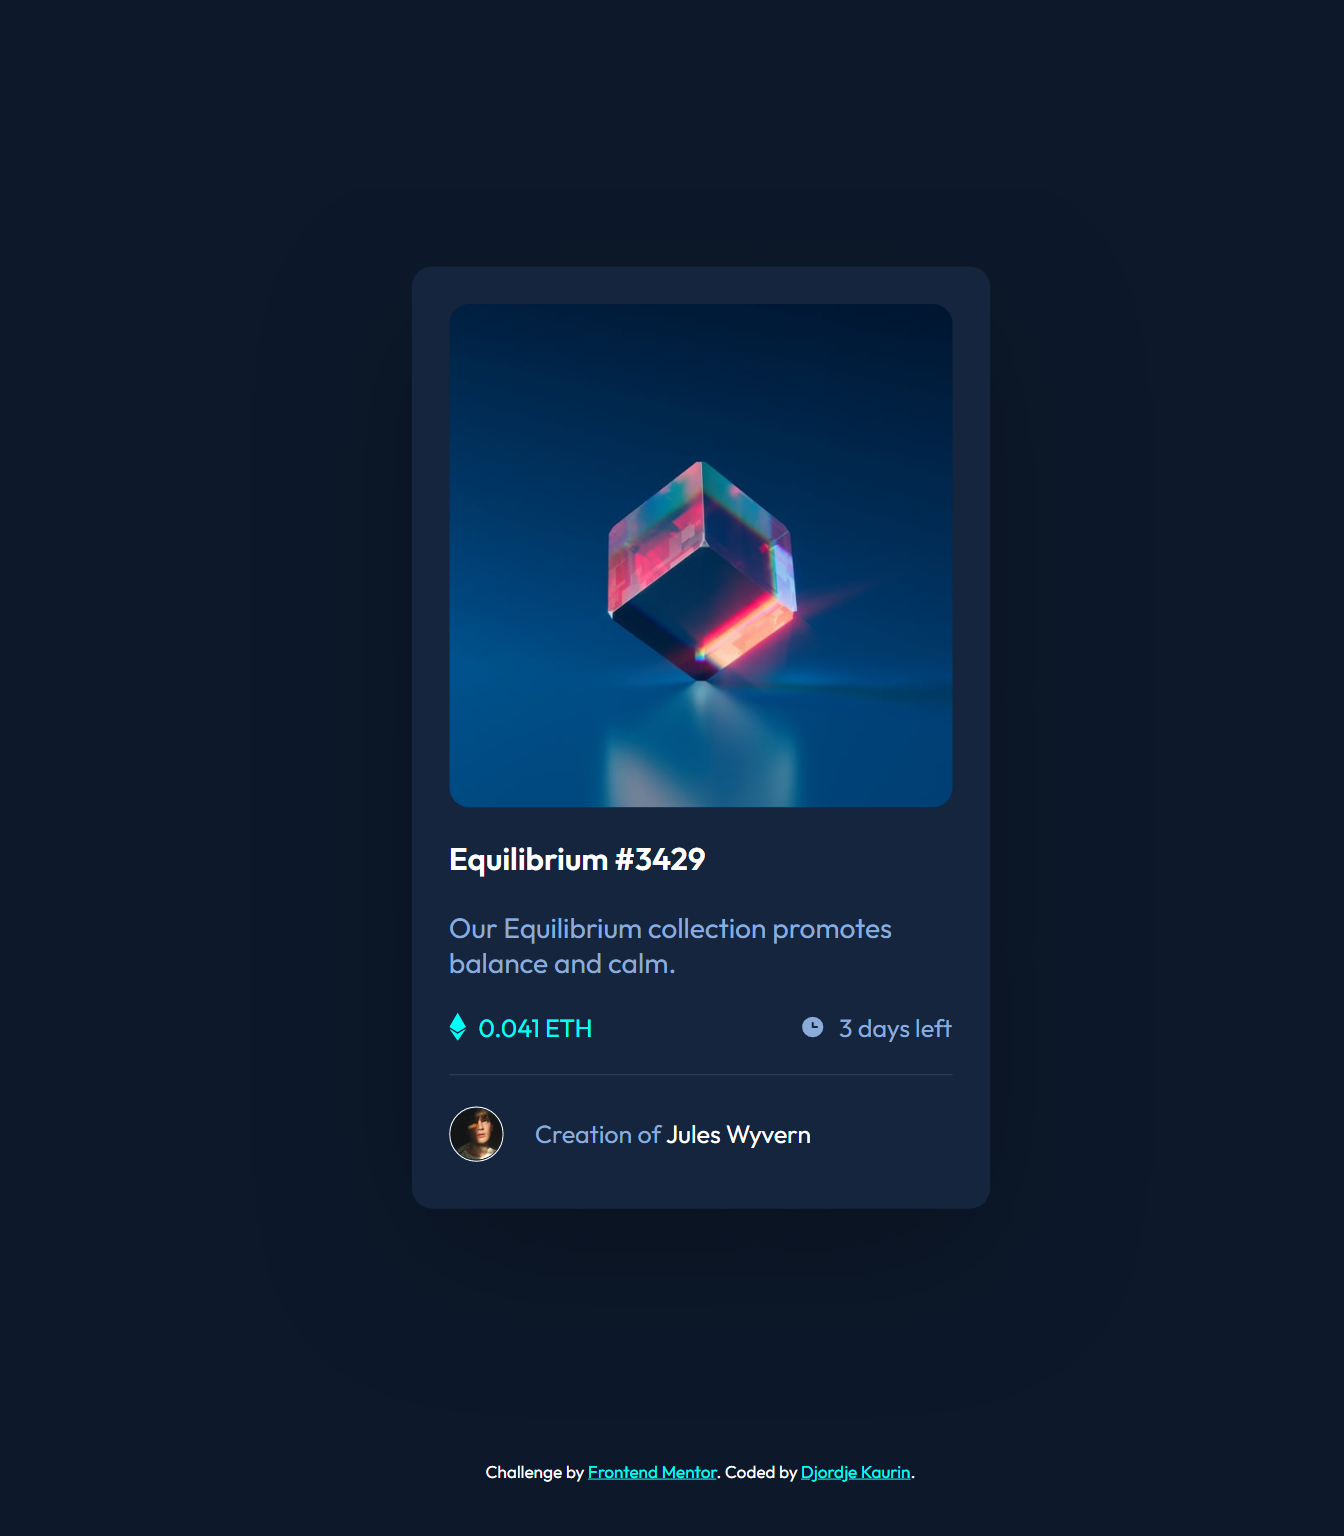 Equilibrium #3429
Our Equilibrium collection promotes
balance and calm.
0.041 ETH 3 days left
Creation of Jules Wyvern
Challenge by Frontend Mentor. Coded by Djordje Kaurin.